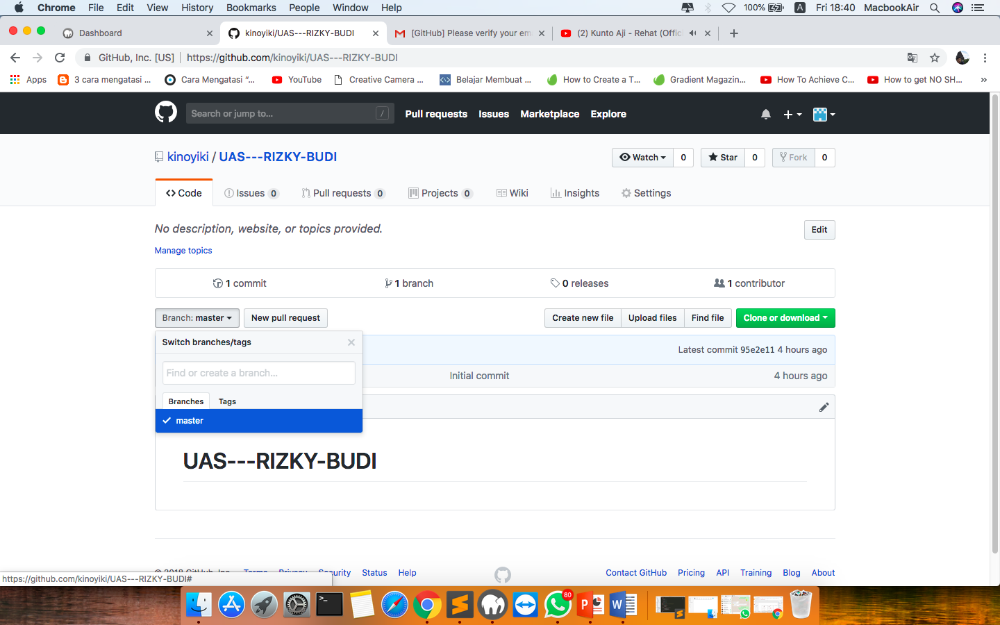 Chrome File Edit View History Bookmarks People Window Help 100% A Fri 18:40 MacbookAir
Dashboard kinoyiki/UAS---RIZKY-BUDI [GitHub] Please verify your em (2) Kunto Aji - Rehat (Offic
GitHub, Inc. [US] https://github.com/kinoyiki/UAS---RIZKY-BUDI
Apps 3 cara mengatasi ... Cara Mengatasi “... YouTube Creative Camera ... Belajar Membuat ... How to Create a T... Gradient Magazin... How To Achieve C... How to get NO SH... »
Search or jump to... / Pull requests Issues Marketplace Explore
kinoyiki / UAS---RIZKY-BUDI Watch 0 Star 0 Fork 0
Code Issues 0 Pull requests 0 Projects 0 Wiki Insights Settings
No description, website, or topics provided. Edit
Manage topics
1 commit 1 branch 0 releases 1 contributor
Branch: master New pull request Create new file Upload files Find file Clone or download
Switch branches/tags
Latest commit 95e2e11 4 hours ago
Find or create a branch...
Initial commit 4 hours ago
Branches Tags
master
UAS---RIZKY-BUDI
Security Status Help Contact GitHub Pricing API Training Blog About
https://github.com/kinoyiki/UAS---RIZKY-BUDI#
>_ 80 P W